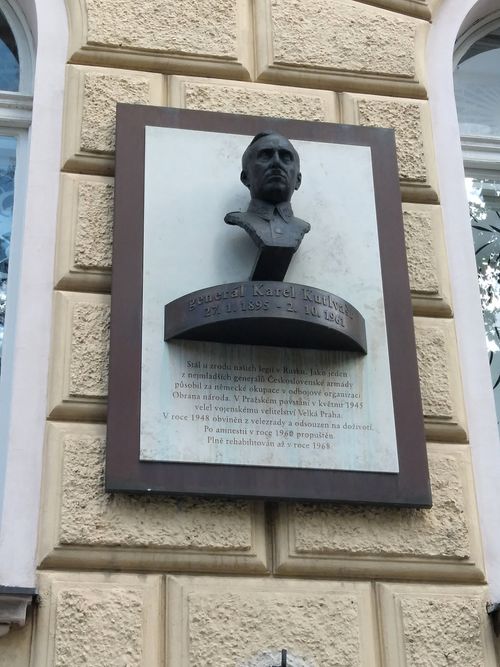 generál Karel Kutlvašr
27. 1. 1895 - 2. 10. 1961
Stál u zrodu našich legií v Rusku. Jako jeden
z nejmladších generálů Československé armády
působil za německé okupace v odbojové organizaci
Obrana národa. V Pražském povstání v květnu 1945
velel vojenskému velitelství Velká Praha.
V roce 1948 obviněn z velezrady a odsouzen na doživotí.
Po amnestii v roce 1960 propuštěn.
Plně rehabilitován až v roce 1968.